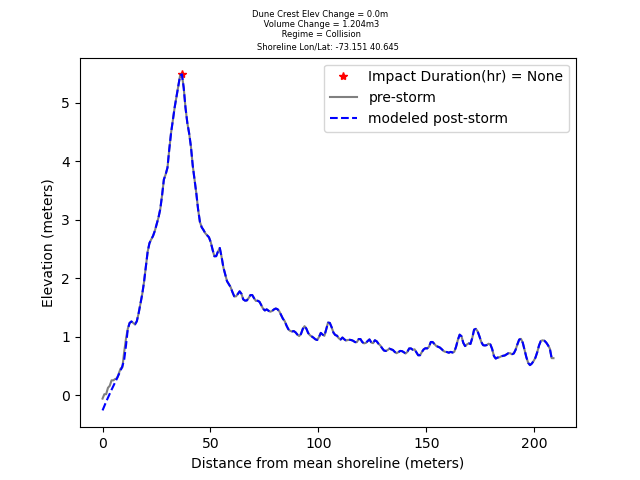 Dune Crest Elev Change = 0.0m
Volume Change = 1.204m3
Regime = Collision
Shoreline Lon/Lat: -73.151 40.645
Impact Duration(hr) = None
pre-storm
modeled post-storm
Elevation (meters)
5
4
3
2
1
0
0 50 100 150 200
Distance from mean shoreline (meters)